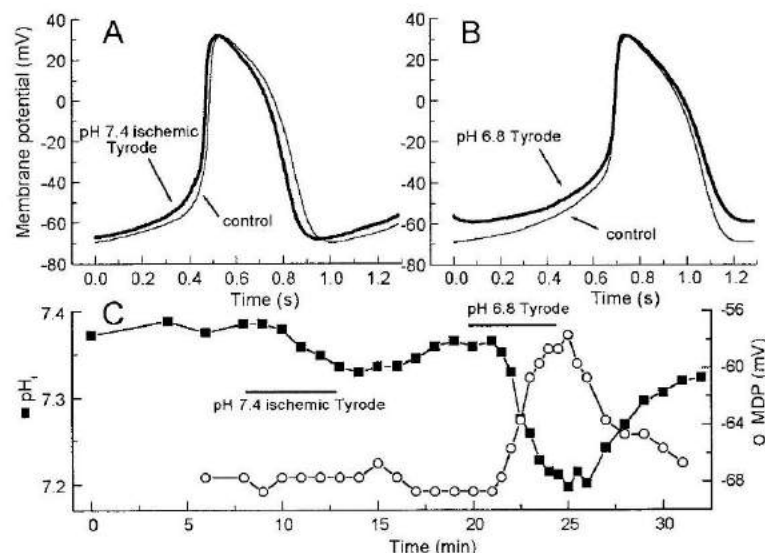 A
B
Membrane potential (mV)
40
20
0
-20
-40
-60
-80
40
20
0
-20
-40
-60
-80
pH 7.4 ischemic
Tyrode
control
pH 6.8 Tyrode
control
0.0 0.2 0.4 0.6 0.8 1.0 1.2
0.0 0.2 0.4 0.6 0.8 1.0 1.2
Time (s)
Time (s)
C
pH 6.8 Tyrode
pH 7.4 ischemic Tyrode
7.4
7.3
7.2
■ pHi
-56
-60
-64
-68
O MDP (mV)
0 5 10 15 20 25 30
Time (min)